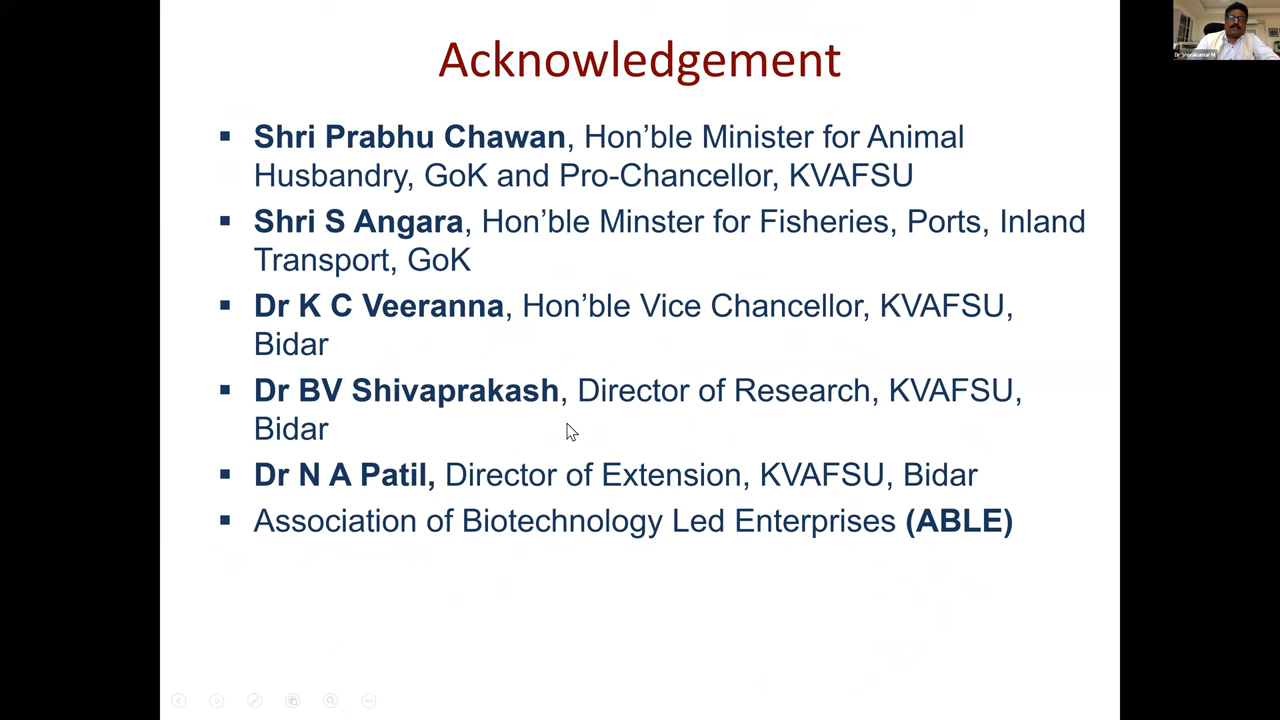 Acknowledgement
▪ Shri Prabhu Chawan, Hon’ble Minister for Animal
Husbandry, GoK and Pro-Chancellor, KVAFSU
▪ Shri S Angara, Hon’ble Minster for Fisheries, Ports, Inland
Transport, GoK
▪ Dr K C Veeranna, Hon’ble Vice Chancellor, KVAFSU,
Bidar
▪ Dr BV Shivaprakash, Director of Research, KVAFSU,
Bidar
▪ Dr N A Patil, Director of Extension, KVAFSU, Bidar
▪ Association of Biotechnology Led Enterprises (ABLE)
Dr Shivakumar M